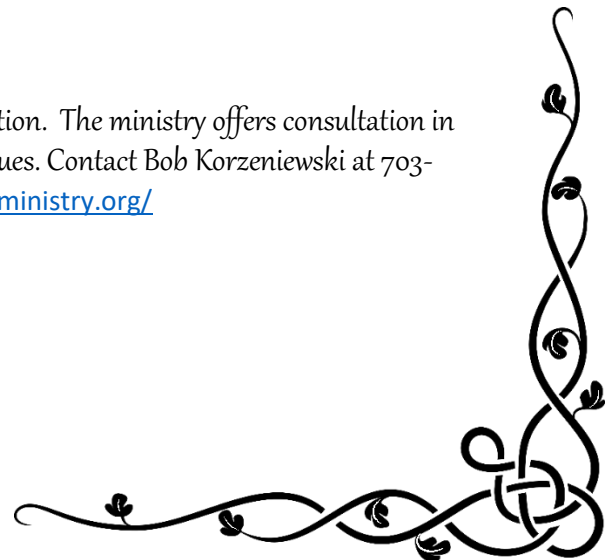 tion. The ministry offers consultation in
ues. Contact Bob Korzeniewski at 703-
ministry.org/